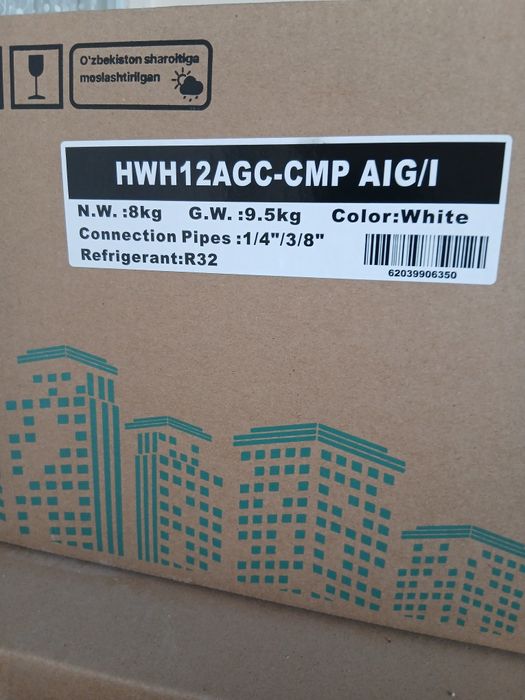 O'zbekiston sharoitiga
moslashtirilgan
HWH12AGC-CMP AIG/I
N.W. :8kg G.W. :9.5kg Color:White
Connection Pipes :1/4"/3/8"
Refrigerant:R32
62039906350